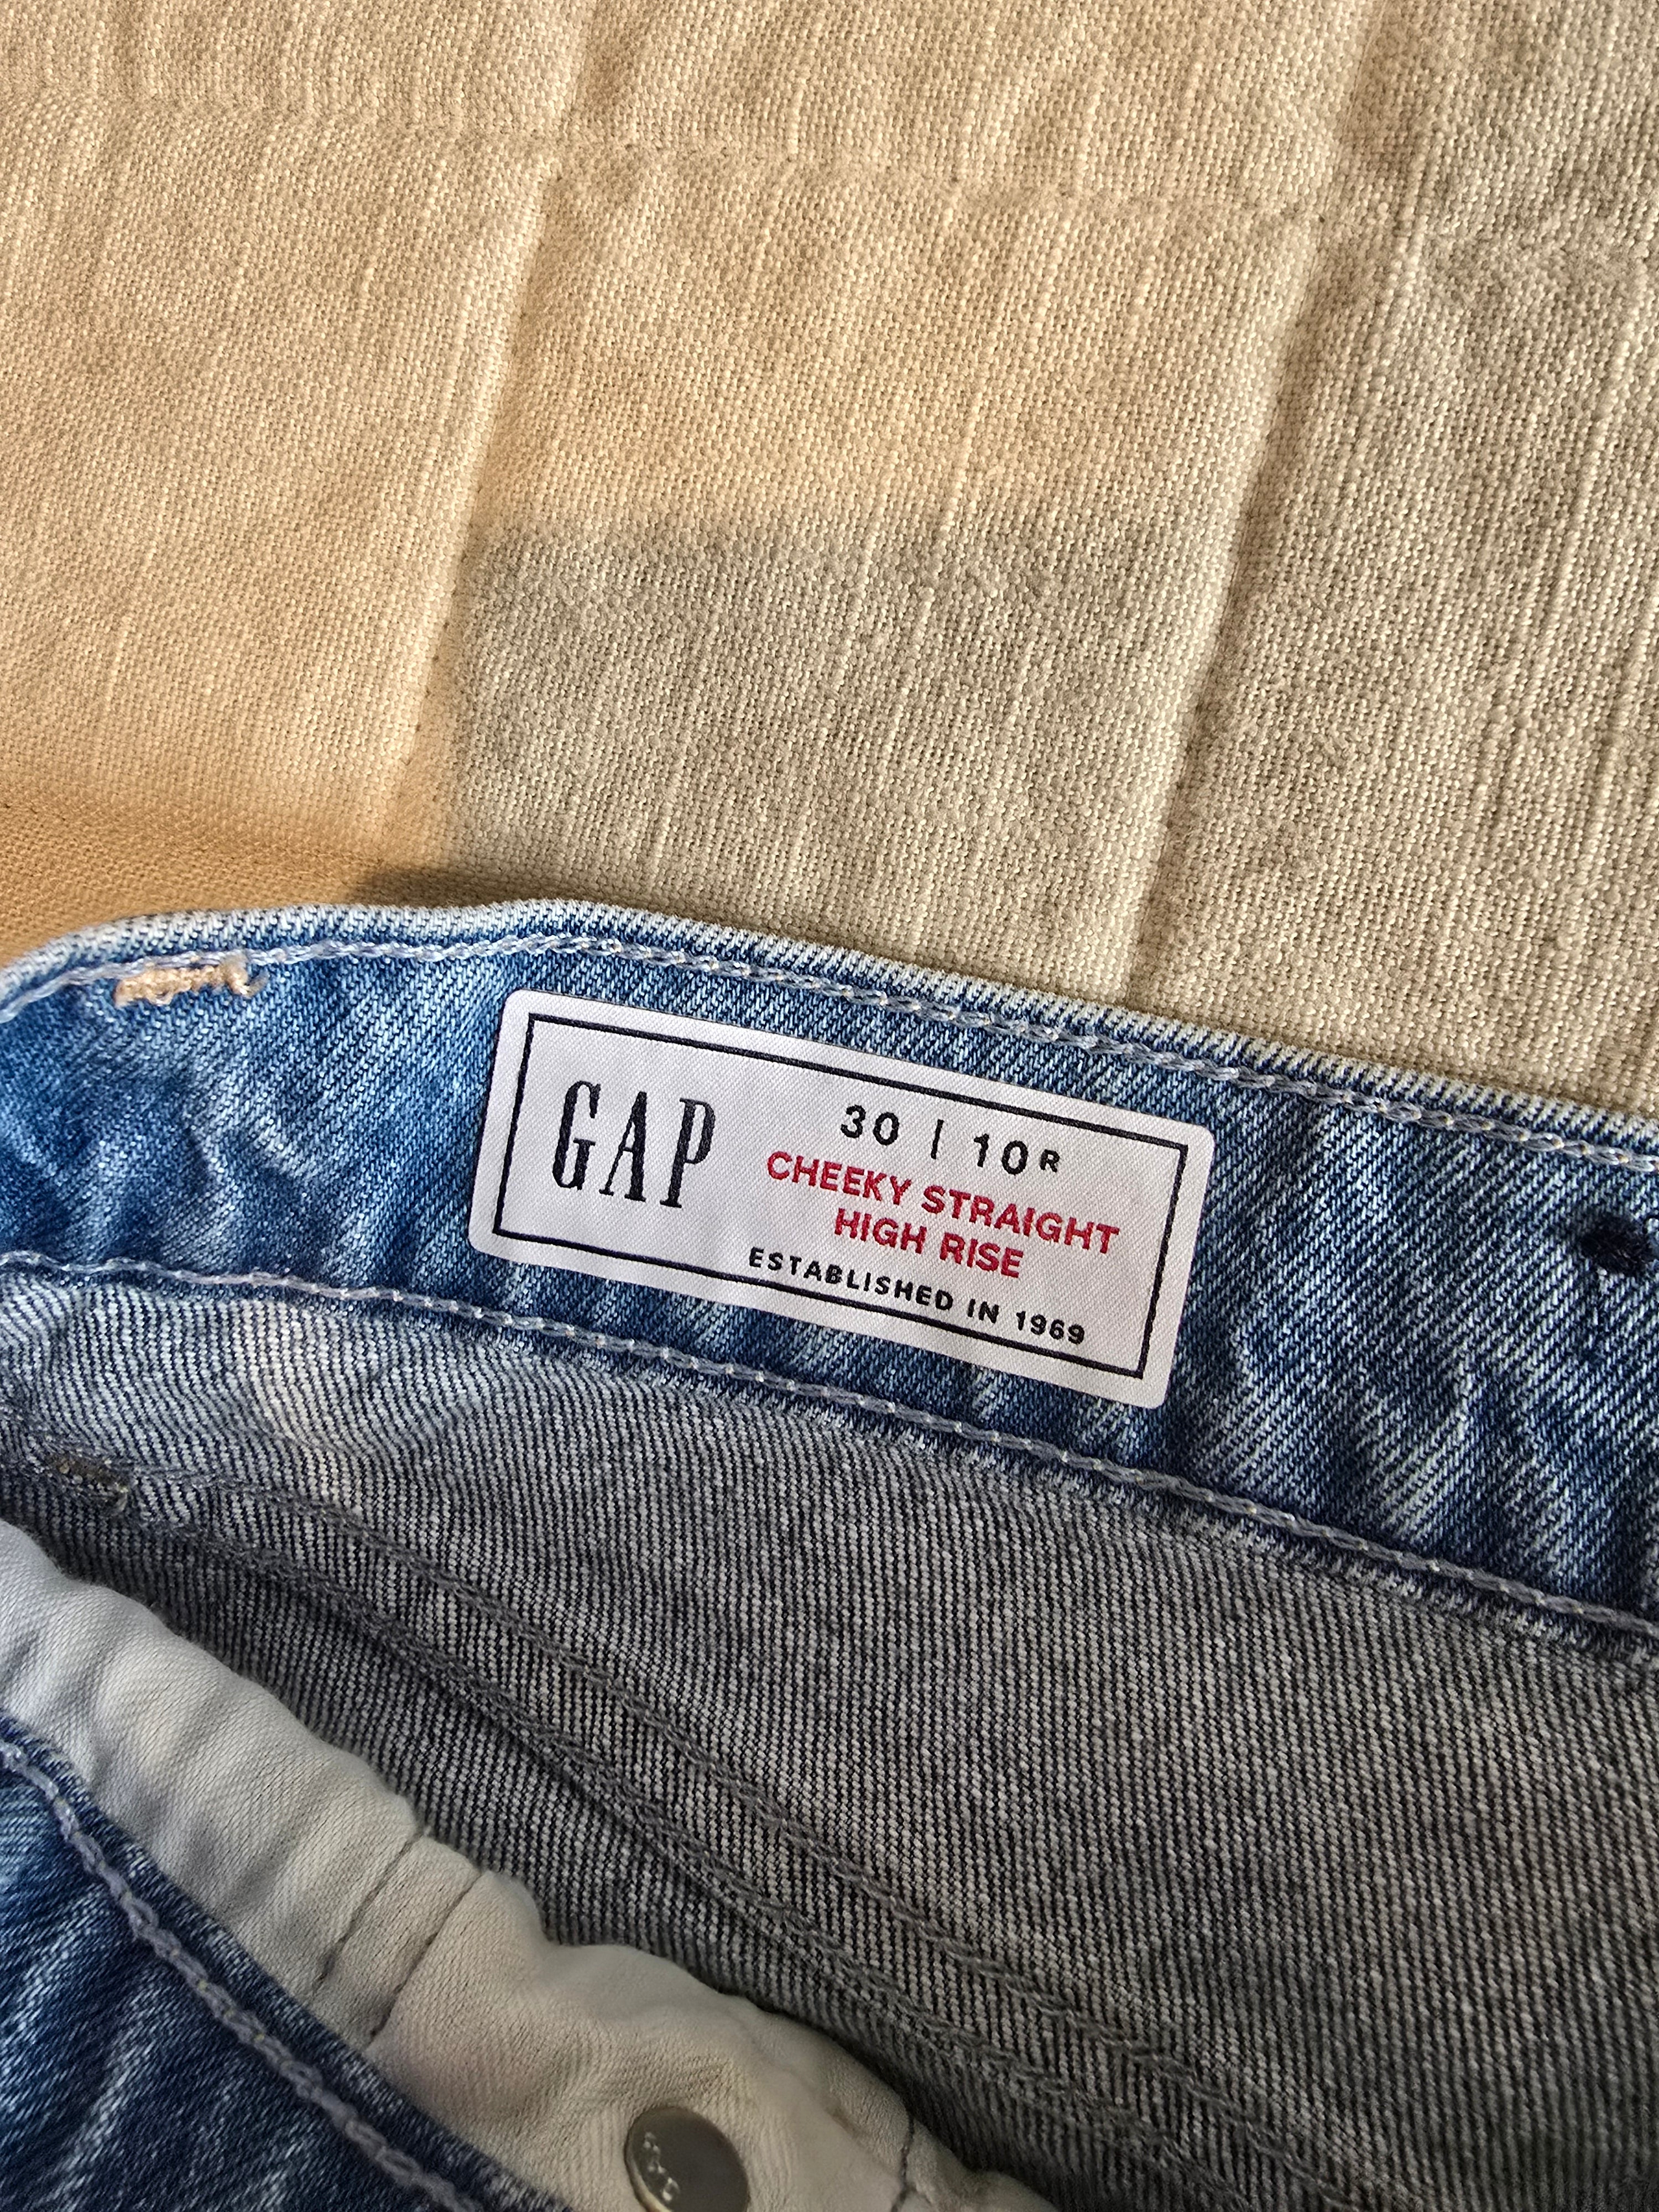 GAP
30 | 10R
CHEEKY STRAIGHT
HIGH RISE
ESTABLISHED IN 1969